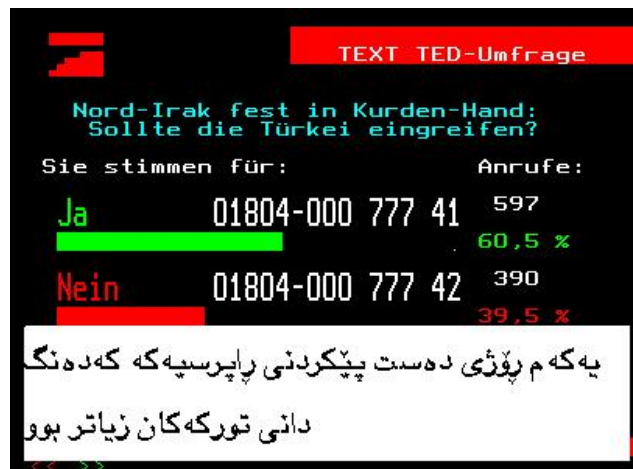 TEXT TED-Umfrage
Nord-Irak fest in Kurden-Hand:
Sollte die Türkei eingreifen?
Sie stimmen für: Anrufe:
Ja 01804-000 777 41 597
60,5 %
Nein 01804-000 777 42 390
39,5 %
یەکەم ڕۆژی دەست پێکردنی ڕاپرسیەکە کەدەنگ
دانی تورکەکان زیاتر بوو